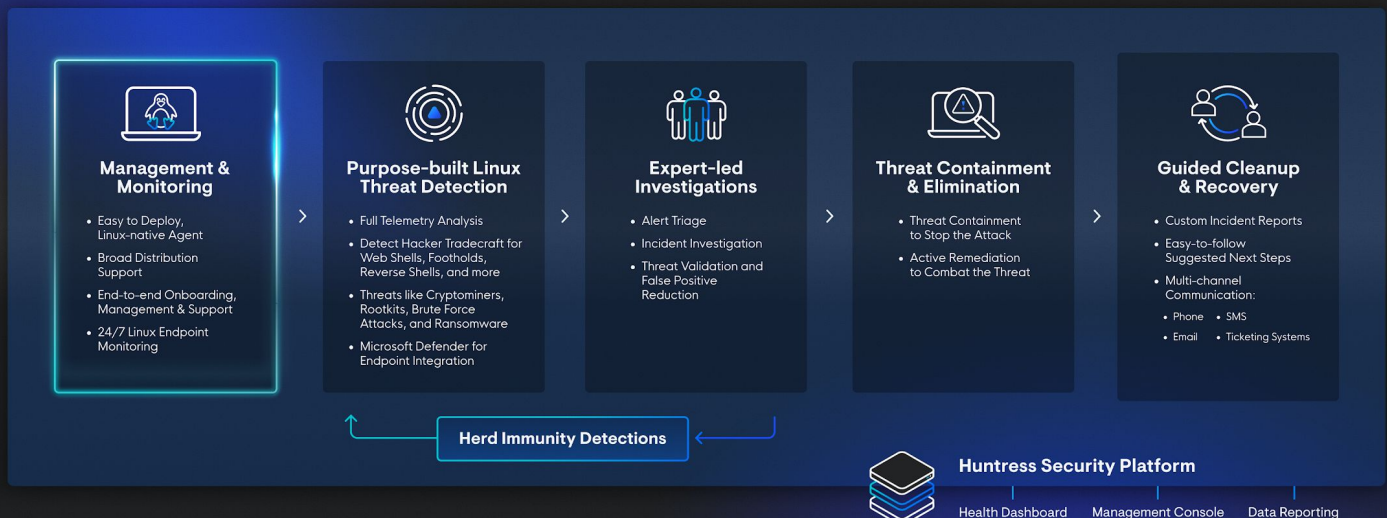 Management &
Monitoring
• Easy to Deploy,
Linux-native Agent
• Broad Distribution
Support
• End-to-end Onboarding,
Management & Support
• 24/7 Linux Endpoint
Monitoring
Purpose-built Linux
Threat Detection
• Full Telemetry Analysis
• Detect Hacker Tradecraft for
Web Shells, Footholds,
Reverse Shells, and more
• Threats like Cryptominers,
Rootkits, Brute Force
Attacks, and Ransomware
• Microsoft Defender for
Endpoint Integration
Expert-led
Investigations
• Alert Triage
• Incident Investigation
• Threat Validation and
False Positive
Reduction
Threat Containment
& Elimination
• Threat Containment
to Stop the Attack
• Active Remediation
to Combat the Threat
Guided Cleanup
& Recovery
• Custom Incident Reports
• Easy-to-follow
Suggested Next Steps
• Multi-channel
Communication:
• Phone • SMS
• Email • Ticketing Systems
Herd Immunity Detections
Huntress Security Platform
Health Dashboard Management Console Data Reporting